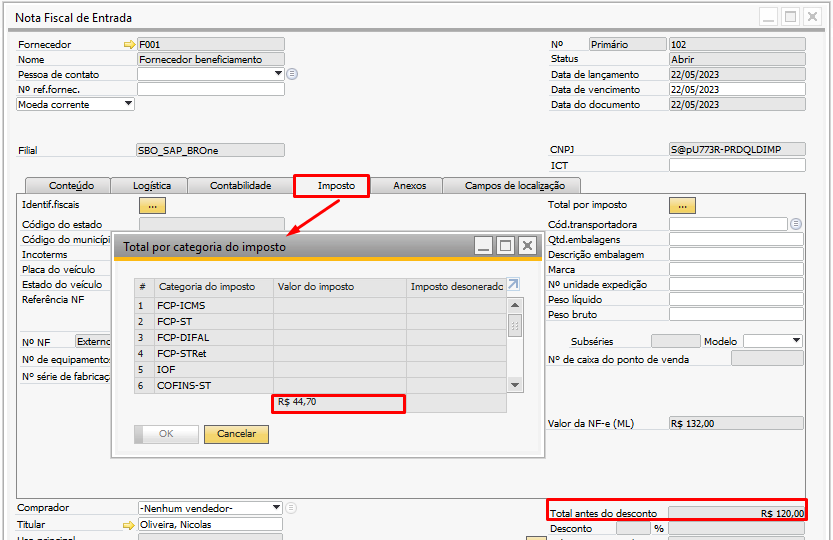 Nota Fiscal de Entrada
Fornecedor F001
Nome Fornecedor beneficiamento
Pessoa de contato
Nº ref.fornec.
Moeda corrente
Filial SBO_SAP_BROne
Nº Primário 102
Status Abrir
Data de lançamento 22/05/2023
Data de vencimento 22/05/2023
Data do documento 22/05/2023
CNPJ S@pU773R-PRDQLDIMP
ICT
Conteúdo Logística Contabilidade Imposto Anexos Campos de localização
Identif.fiscais ...
Código do estado
Código do municípi
Incoterms
Placa do veículo
Estado do veículo
Referência NF
Nº NF Externo
Nº de equipamentos
Nº série de fabricaç
Total por categoria do imposto
# Categoria do imposto Valor do imposto Imposto desonerado
1 FCP-ICMS
2 FCP-ST
3 FCP-DIFAL
4 FCP-STRet
5 IOF
6 COFINS-ST
R$ 44,70
OK Cancelar
Total por imposto ...
Cód.transportadora
Qtd.embalagens
Descrição embalagem
Marca
Nº unidade expedição
Peso líquido
Peso bruto
Subséries Modelo
Nº de caixa do ponto de venda
Valor da NF-e (ML) R$ 132,00
Comprador -Nenhum vendedor-
Titular Oliveira, Nicolas
Total antes do desconto R$ 120,00
Desconto %